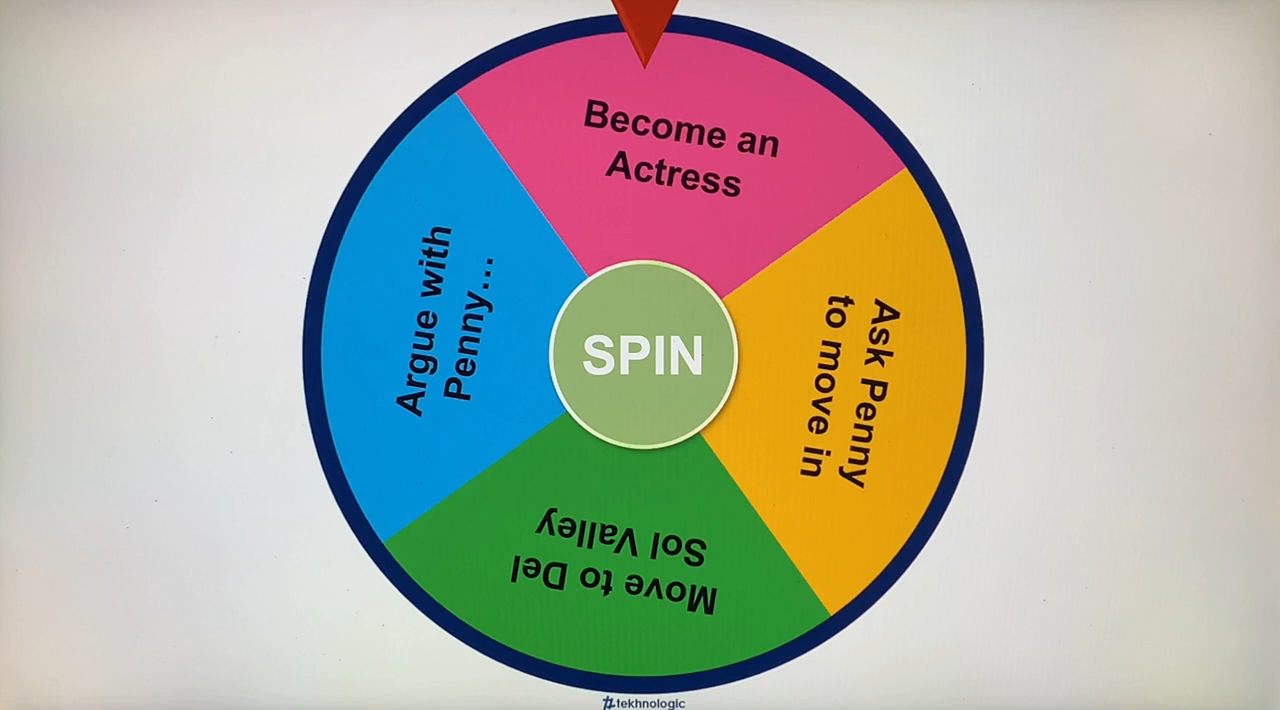 Become an
Actress
Ask Penny
to move in
Move to Del
Sol Valley
Argue with
Penny...
SPIN
#tekhnologic